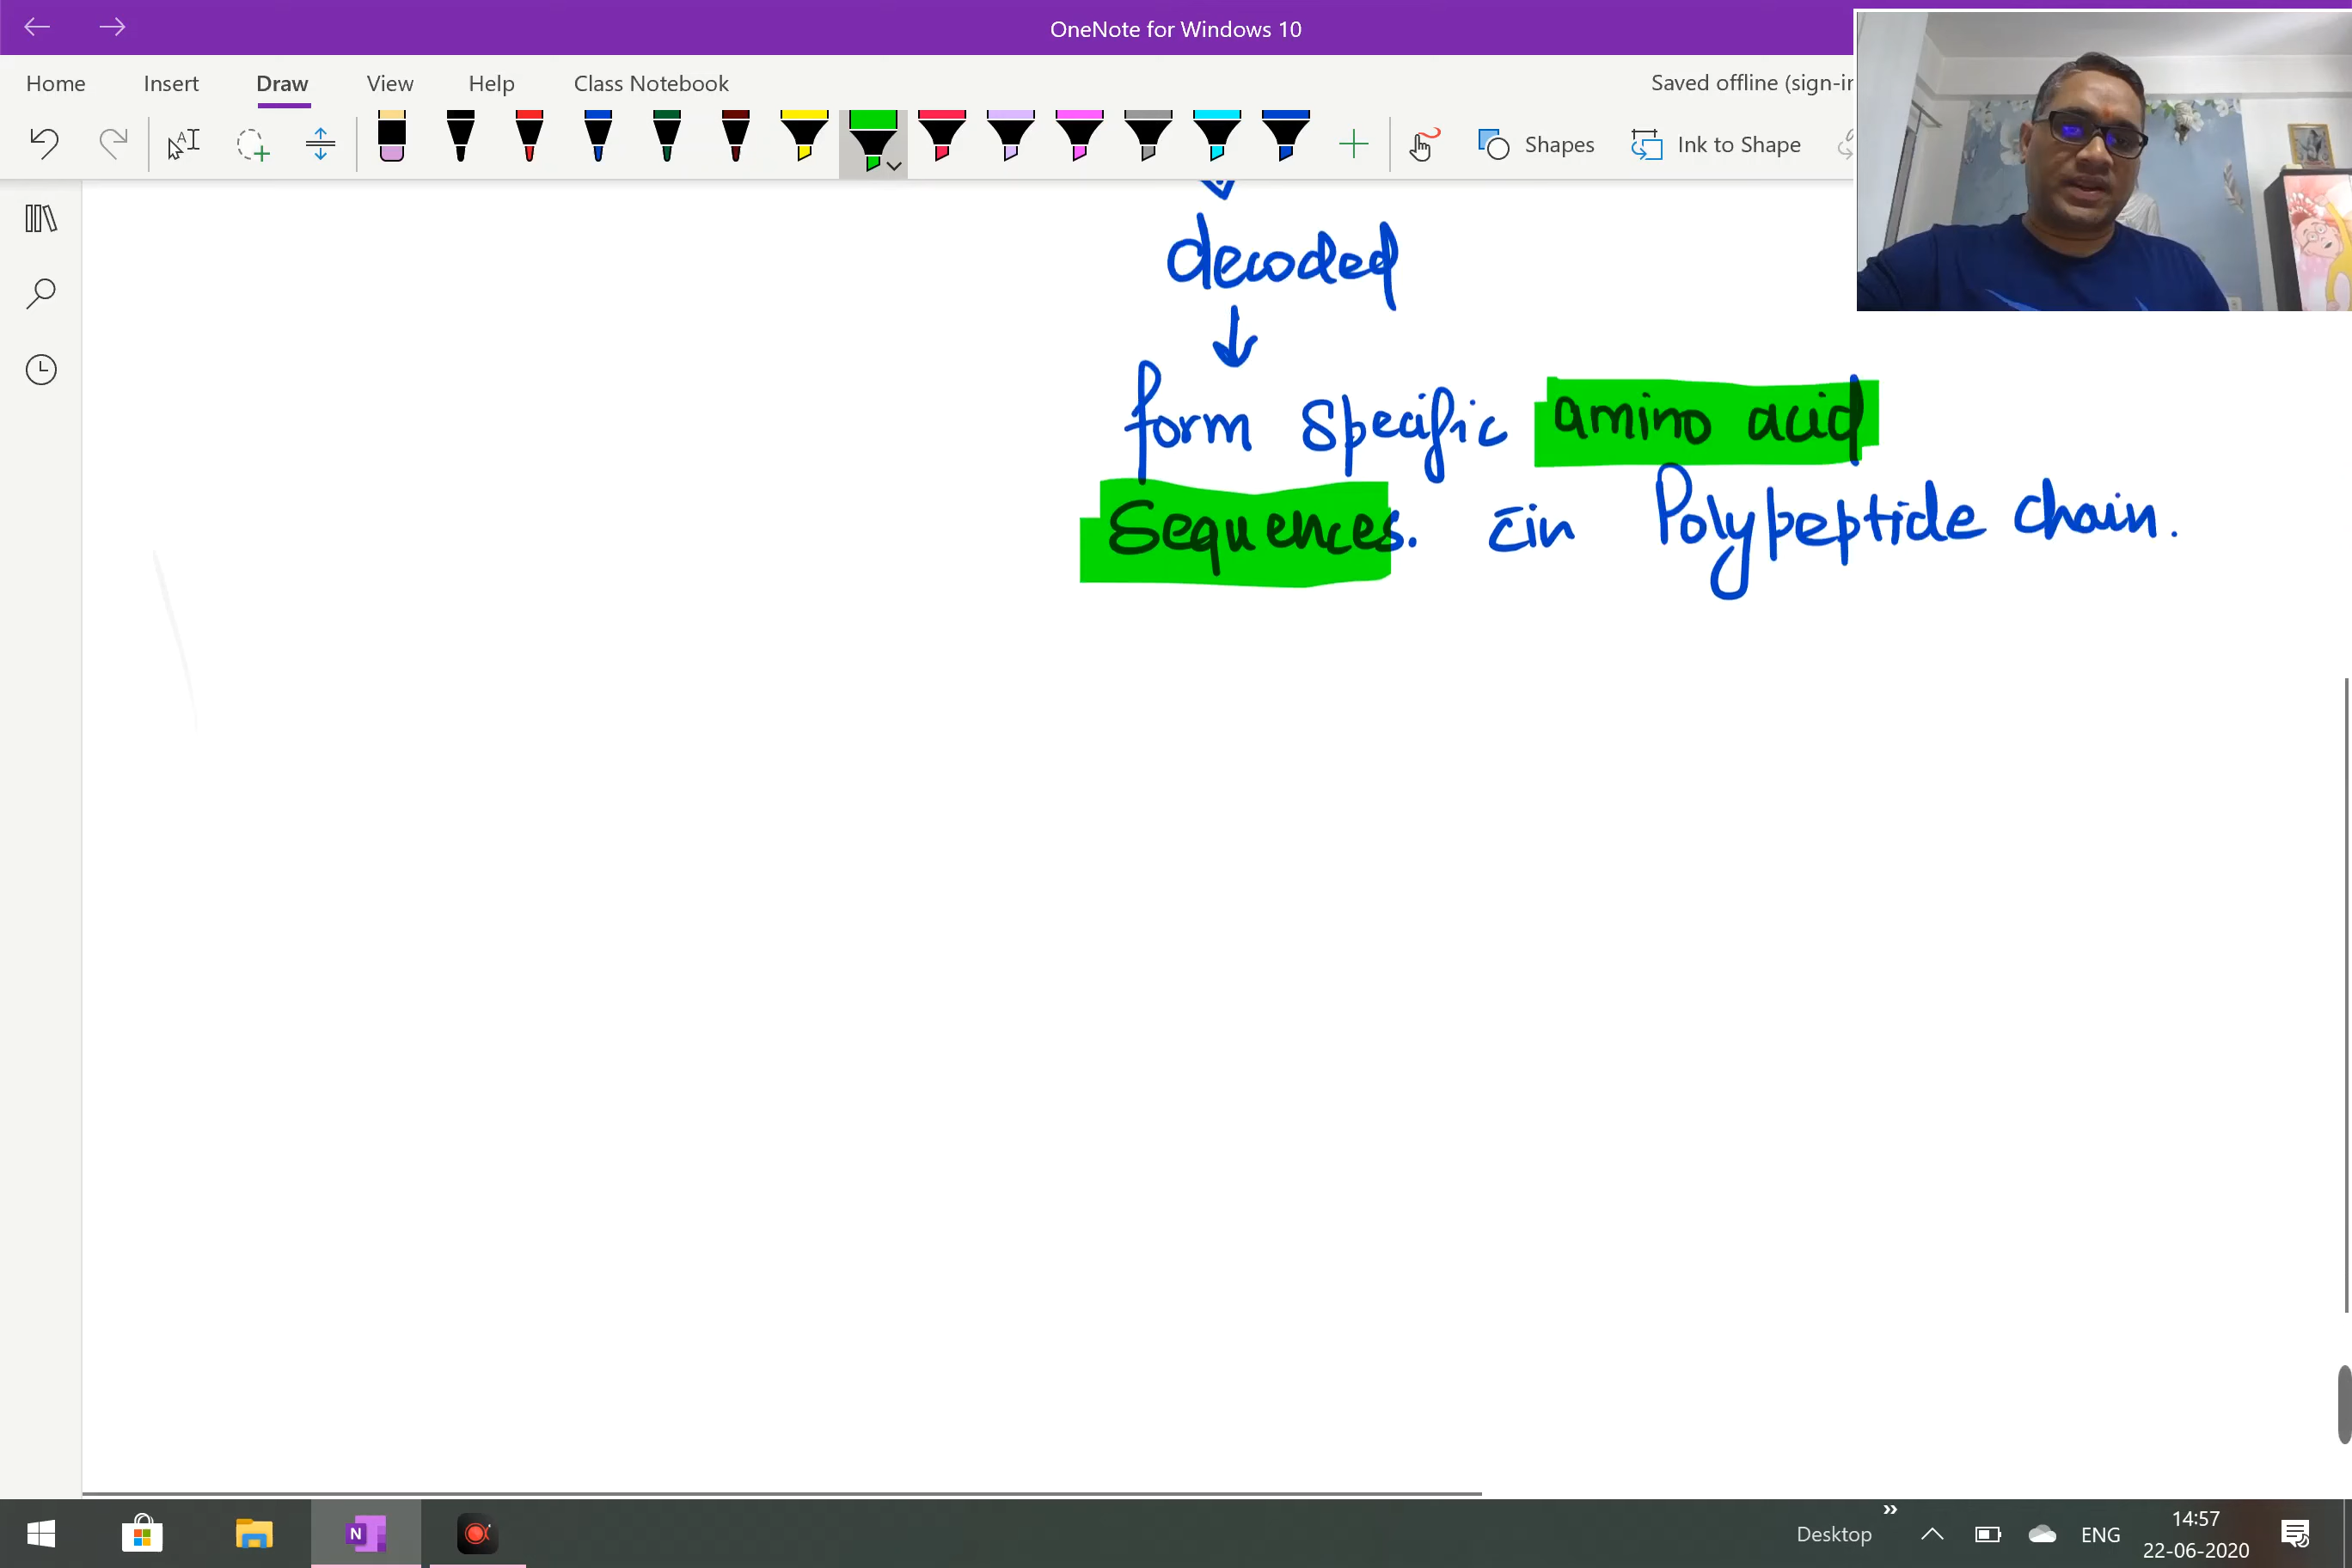 OneNote for Windows 10
Home Insert Draw View Help Class Notebook Saved offline (sign-in
Shapes Ink to Shape
decoded
form specific amino acid
Sequences. in Polypeptide chain.
Desktop ENG 14:57
22-06-2020